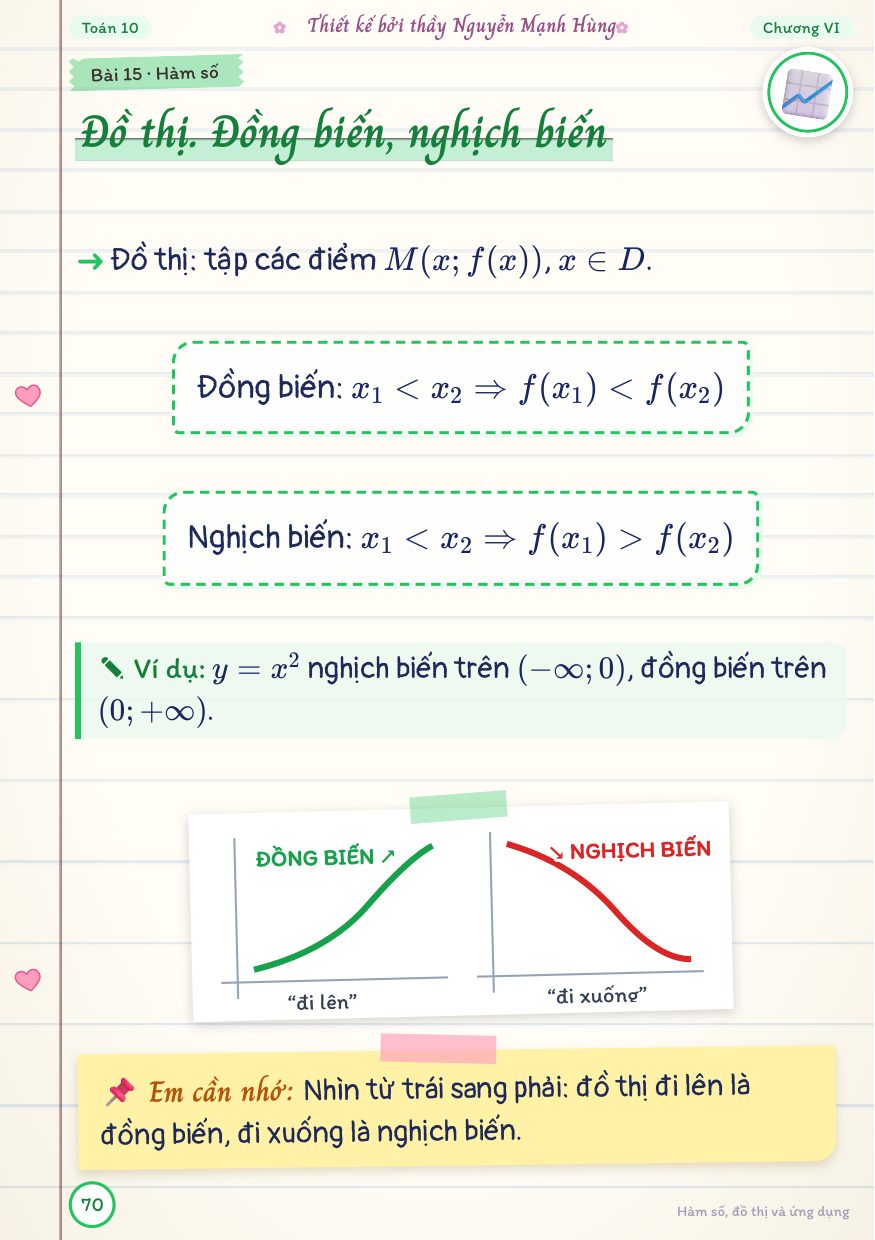 Toán 10
Thiết kế bởi thầy Nguyễn Mạnh Hùng
Chương VI
Bài 15 · Hàm số
Đồ thị. Đồng biến, nghịch biến
→ Đồ thị: tập các điểm M(x; f(x)), x ∈ D.
Đồng biến: x₁ < x₂ ⇒ f(x₁) < f(x₂)
Nghịch biến: x₁ < x₂ ⇒ f(x₁) > f(x₂)
Ví dụ: y = x² nghịch biến trên (−∞; 0), đồng biến trên
(0; +∞).
ĐỒNG BIẾN ↗
↘ NGHỊCH BIẾN
“đi lên”
“đi xuống”
Em cần nhớ: Nhìn từ trái sang phải: đồ thị đi lên là
đồng biến, đi xuống là nghịch biến.
70
Hàm số, đồ thị và ứng dụng